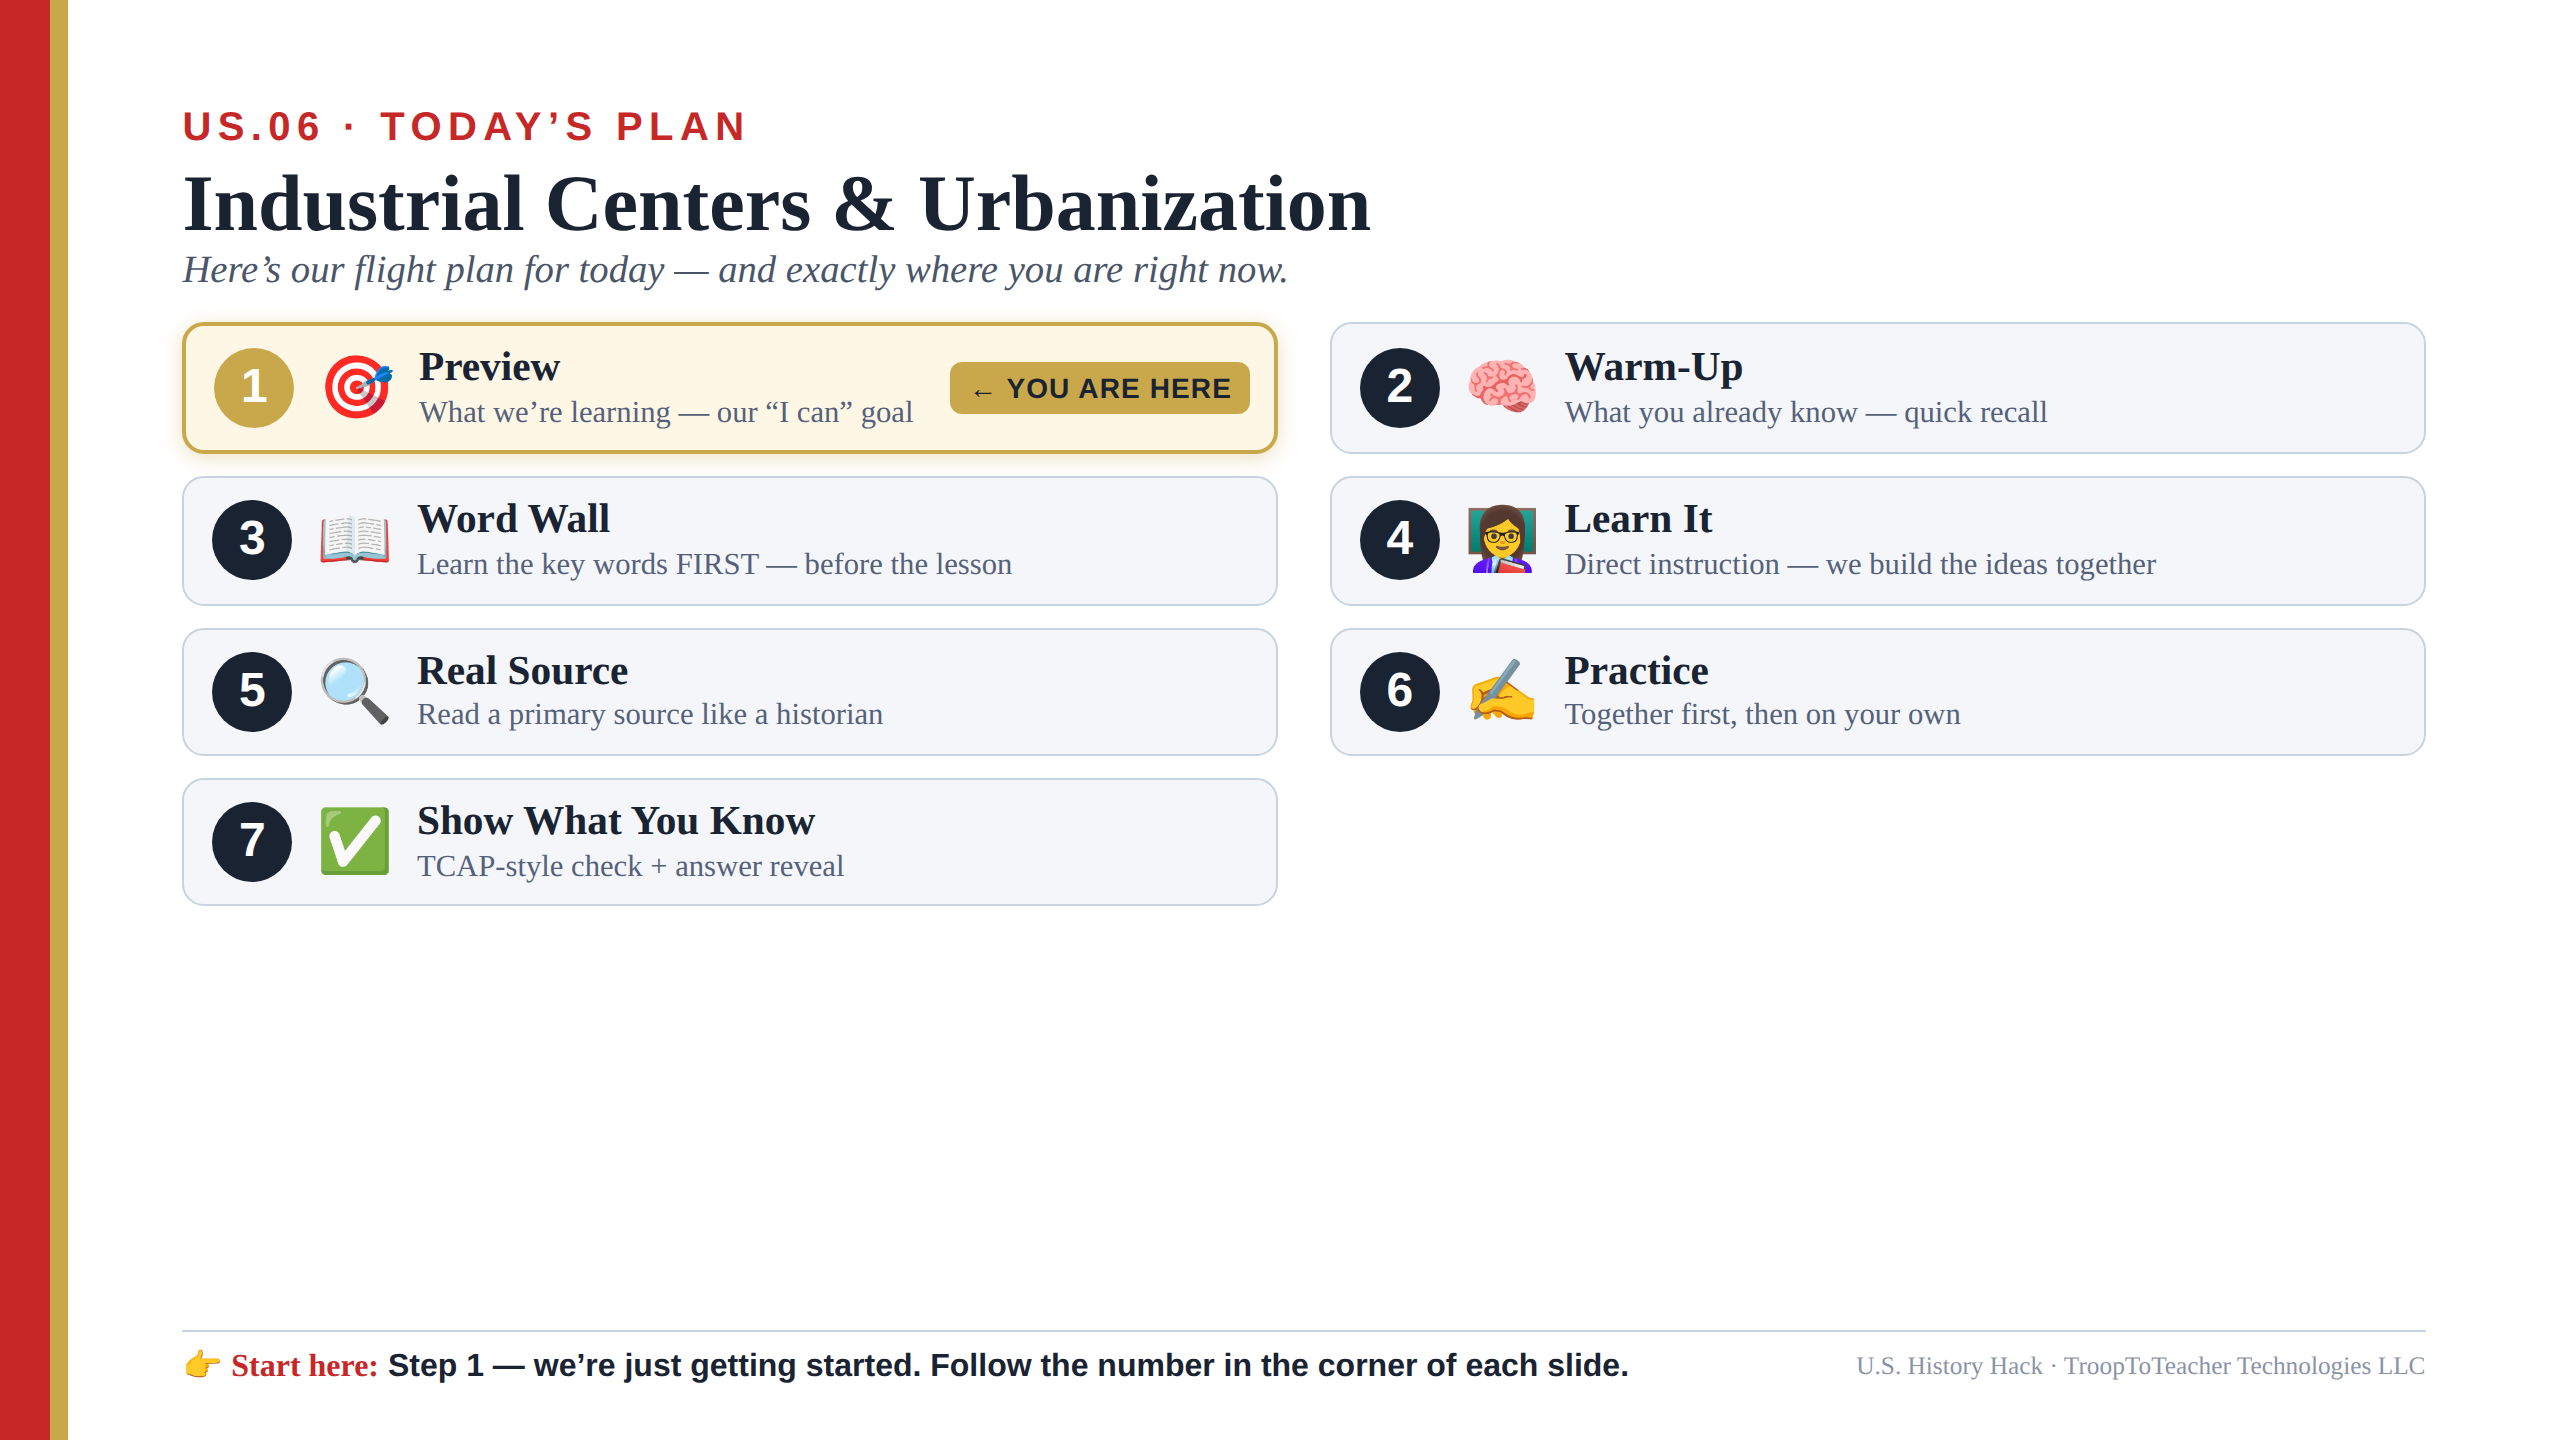 US.06 · TODAY’S PLAN
Industrial Centers & Urbanization
Here’s our flight plan for today — and exactly where you are right now.
1
Preview
What we’re learning — our “I can” goal
← YOU ARE HERE
2
Warm-Up
What you already know — quick recall
3
Word Wall
Learn the key words FIRST — before the lesson
4
Learn It
Direct instruction — we build the ideas together
5
Real Source
Read a primary source like a historian
6
Practice
Together first, then on your own
7
Show What You Know
TCAP-style check + answer reveal
👉 Start here: Step 1 — we’re just getting started. Follow the number in the corner of each slide.
U.S. History Hack · TroopToTeacher Technologies LLC